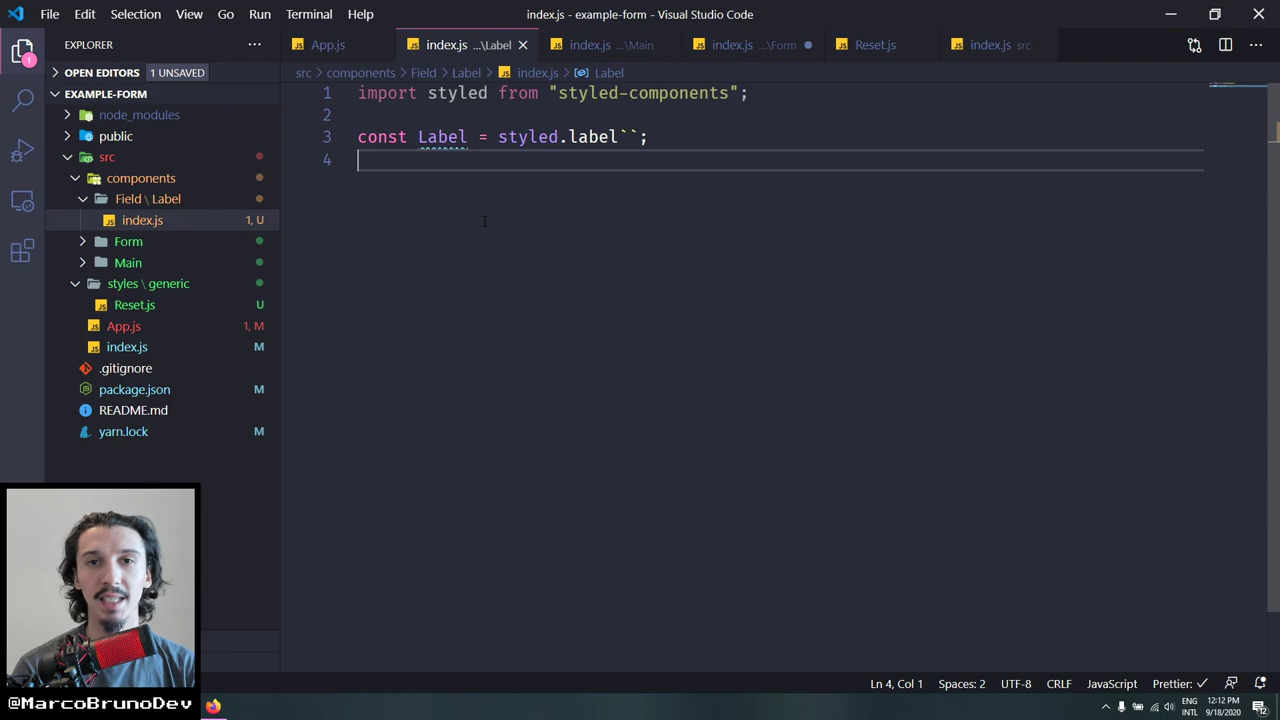 File Edit Selection View Go Run Terminal Help
index.js - example-form - Visual Studio Code
EXPLORER
App.js
index.js ...\Label
index.js ...\Main
index.js ...\Form
Reset.js
index.js src
1
OPEN EDITORS 1 UNSAVED
EXAMPLE-FORM
node_modules
public
src
components
Field \ Label
index.js 1, U
Form
Main
styles \ generic
Reset.js U
App.js 1, M
index.js M
.gitignore
package.json M
README.md
yarn.lock M
src > components > Field > Label > index.js > Label
1 import styled from "styled-components";
2
3 const Label = styled.label``;
4
@MarcoBrunoDev
Ln 4, Col 1 Spaces: 2 UTF-8 CRLF JavaScript Prettier: ✓
ENG
INTL
12:12 PM
9/18/2020
12